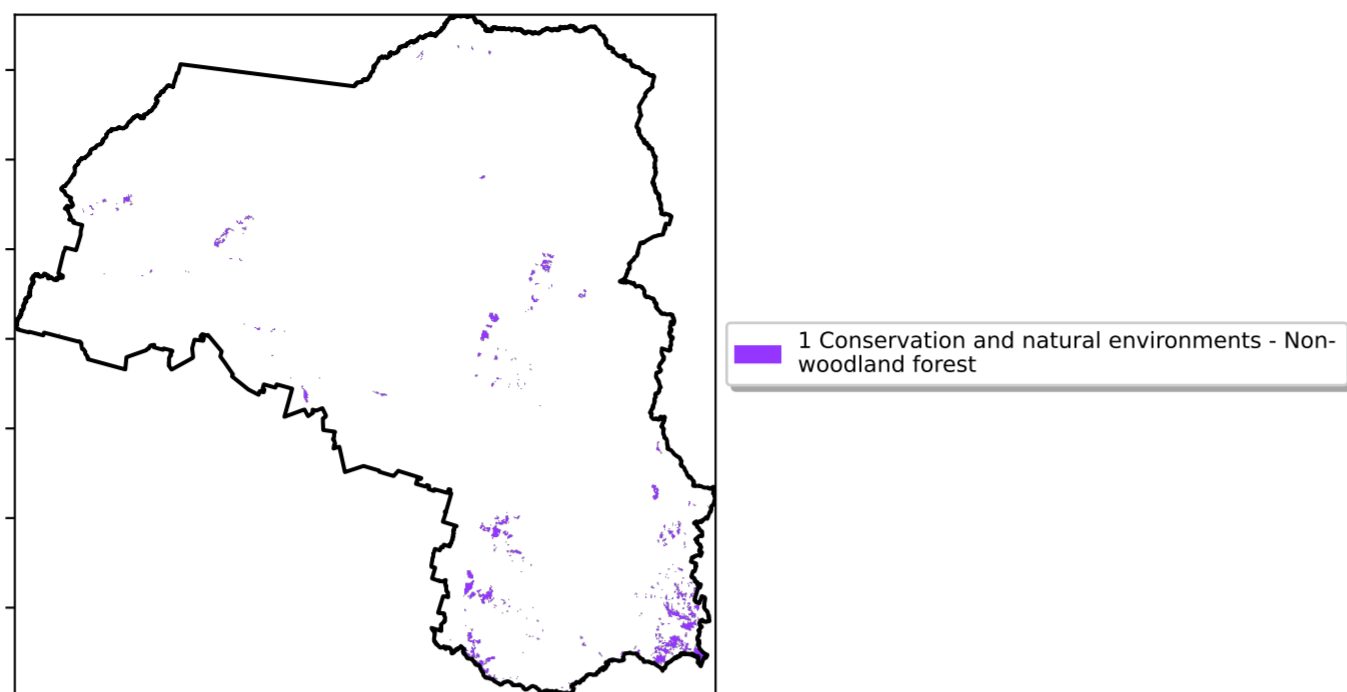 1 Conservation and natural environments - Non-
woodland forest